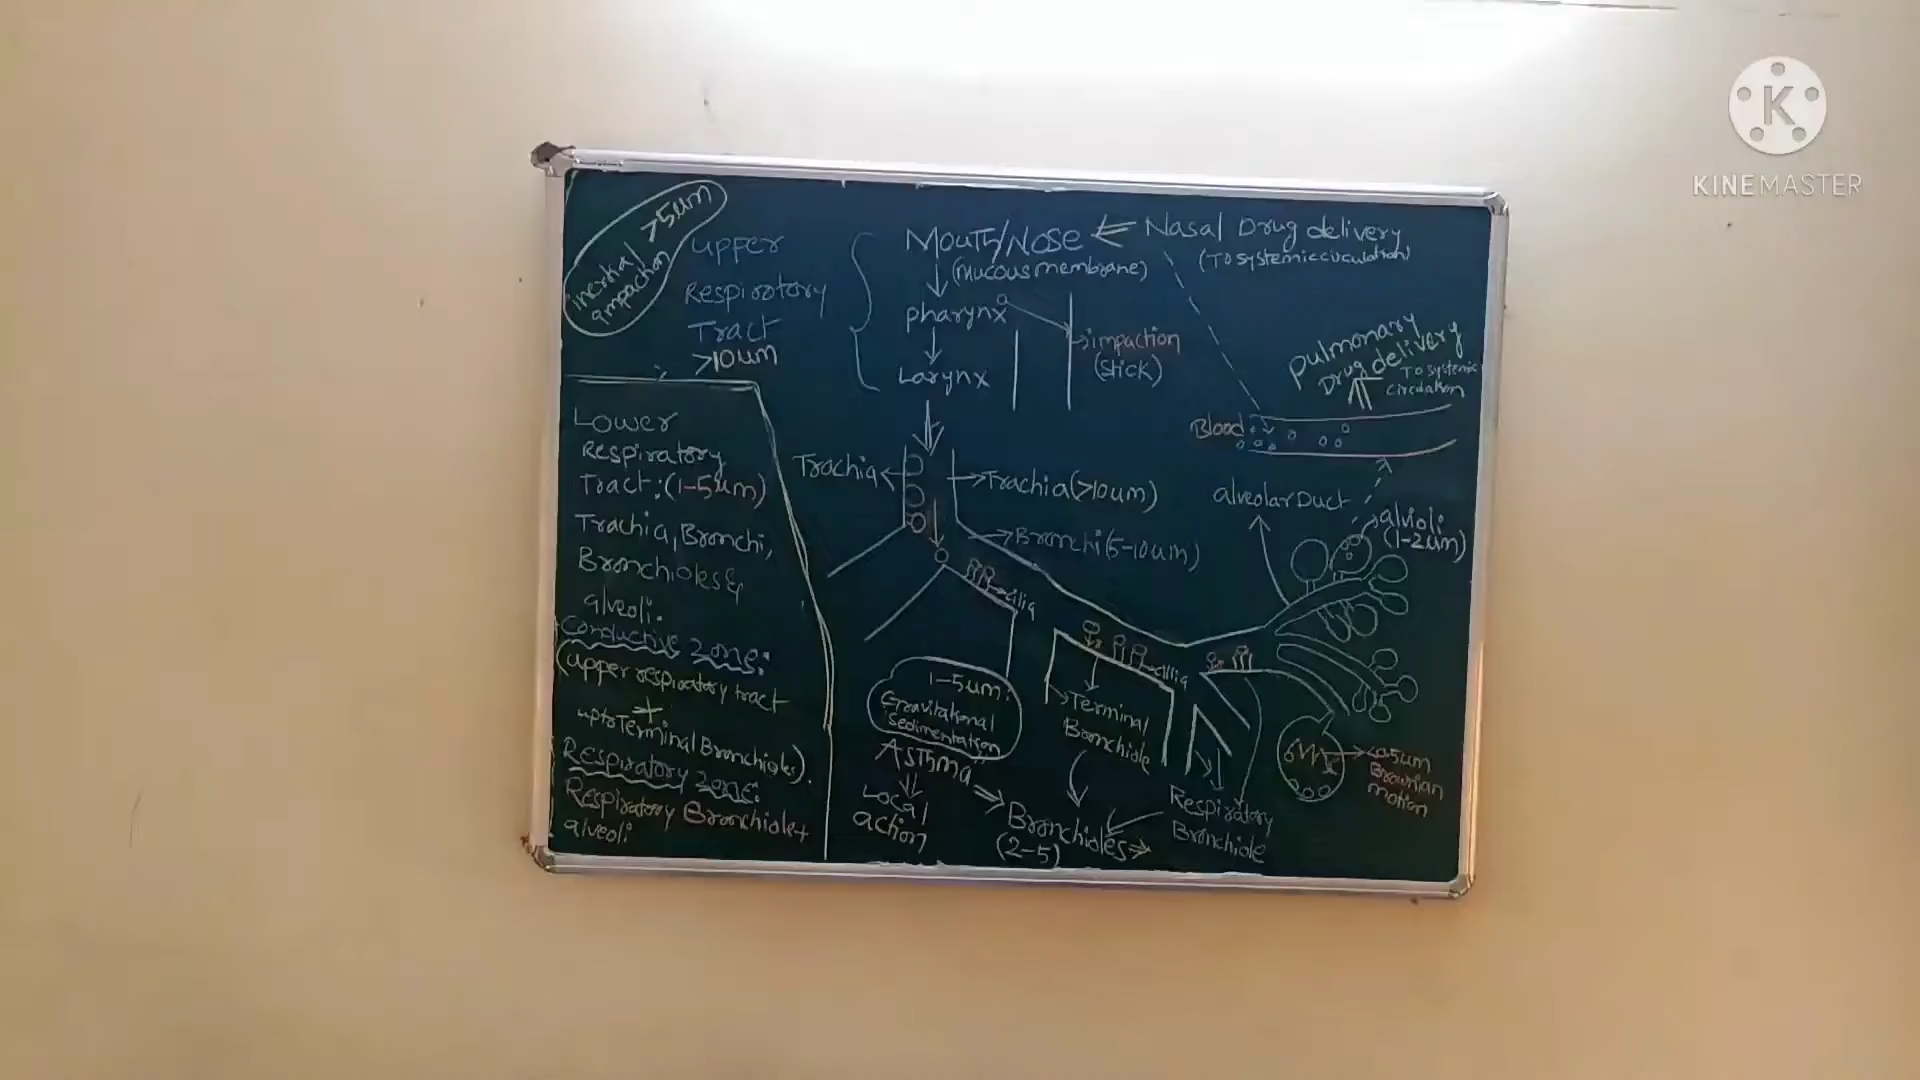 K
KINEMASTER
Inertial >5um
impaction
upper
Respiratory
Tract
>10um
Mouth/Nose ⇐ Nasal Drug delivery
(Mucous membrane)
(To systemic circulation)
pharynx
impaction
(stick)
Larynx
pulmonary
Drug delivery
To systemic
circulation
Blood
Lower
Respiratory
Tract: (1-5um)
Trachia, Bronchi,
Bronchioles &
alveoli.
Conductive Zone:
(upper respiratory tract
+
upto Terminal Bronchioles).
Respiratory Zone:
Respiratory Bronchiole +
alveoli
Trachia
Trachia (>10um)
Bronchi (5-10um)
cilia
alveolar Duct
alvioli
(1-2um)
1-5um:
Gravitational
Sedimentation
Asthma
Local
action
cilia
Terminal
Bronchiole
Bronchioles
(2-5)
Respiratory
Bronchiole
Brownian
motion